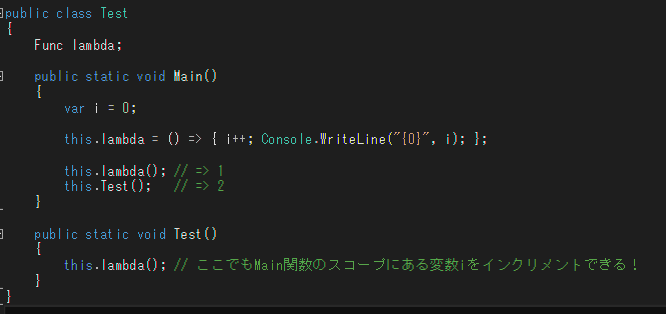 public class Test
{
    Func lambda;
    public static void Main()
    {
        var i = 0;
        this.lambda = () => { i++; Console.WriteLine("{0}", i); };
        this.lambda(); // => 1
        this.Test();   // => 2
    }
    public static void Test()
    {
        this.lambda(); // ここでもMain関数のスコープにある変数iをインクリメントできる！
    }
}